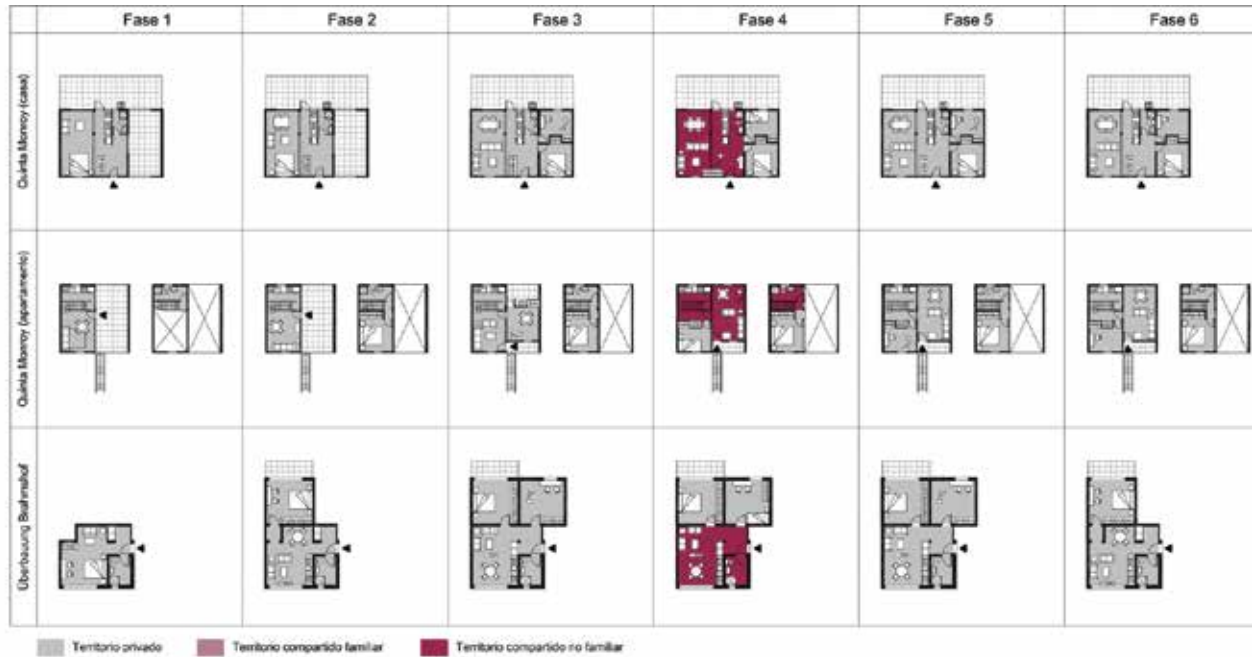 Fase 1 Fase 2 Fase 3 Fase 4 Fase 5 Fase 6
Quinta Monroy (casa)
Quinta Monroy (apartamento)
Überbauung Brahmshof
Territorio privado Territorio compartido familiar Territorio compartido no familiar